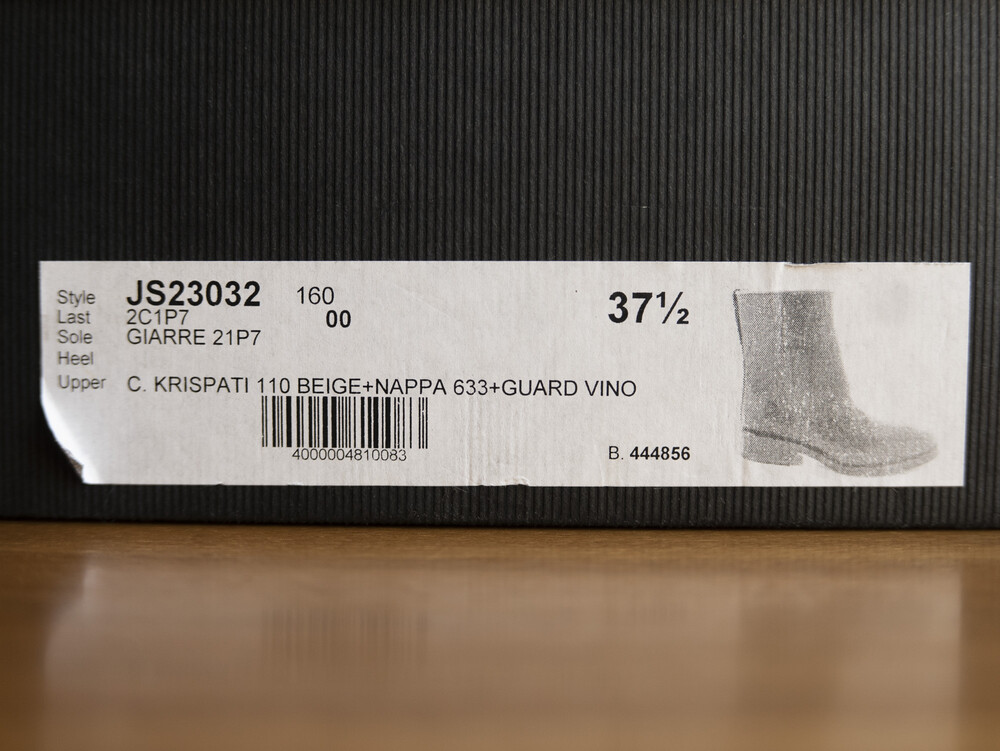 Style JS23032 160 37½
Last 2C1P7 00
Sole GIARRE 21P7
Heel
Upper C. KRISPATI 110 BEIGE+NAPPA 633+GUARD VINO
4000004810083 B. 444856